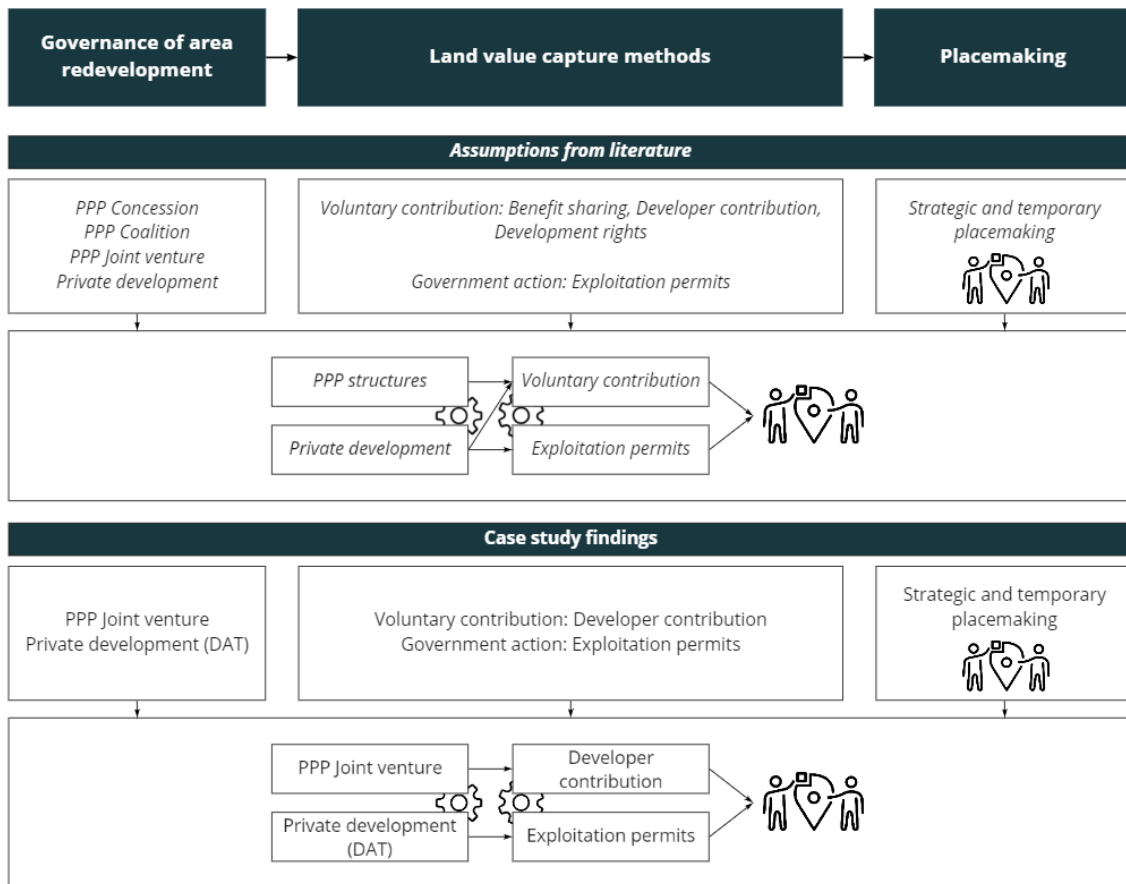 Governance of area
redevelopment
Land value capture methods
Placemaking
Assumptions from literature
PPP Concession
PPP Coalition
PPP Joint venture
Private development
Voluntary contribution: Benefit sharing, Developer contribution,
Development rights
Government action: Exploitation permits
Strategic and temporary
placemaking
PPP structures
Voluntary contribution
Private development
Exploitation permits
Case study findings
PPP Joint venture
Private development (DAT)
Voluntary contribution: Developer contribution
Government action: Exploitation permits
Strategic and temporary
placemaking
PPP Joint venture
Developer
contribution
Private development
(DAT)
Exploitation permits